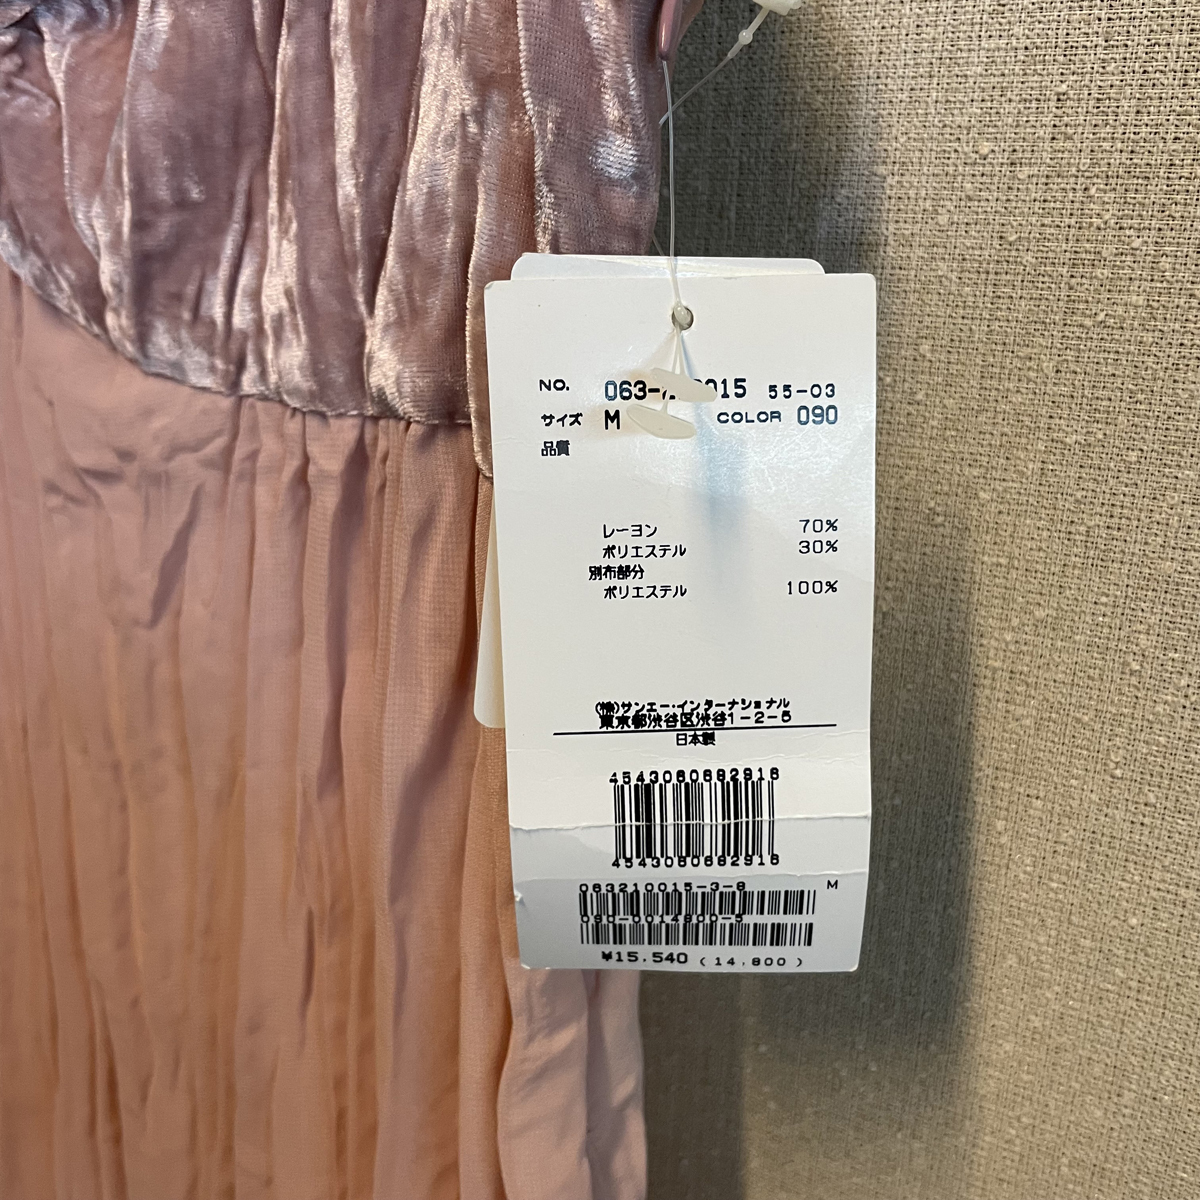 NO. 063- 0015 55-03
サイズ M COLOR 090
品質
レーヨン 70%
ポリエステル 30%
別布部分
ポリエステル 100%
(株)サンエー・インターナショナル
東京都渋谷区渋谷1-2-5
日本製
4543080682916
4543080682916
063210015-3-8 M
090-0014800-5
¥15,540 (14,800)